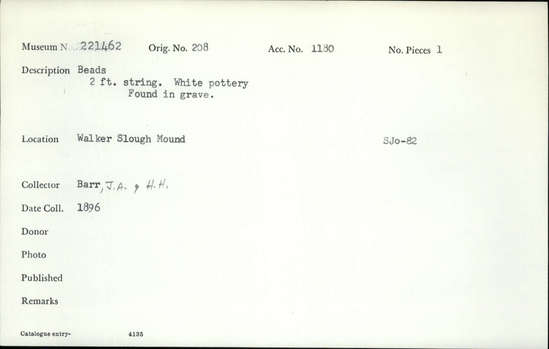 Museum N 221462 Orig. No. 208 Acc. No. 1180 No. Pieces 1
Description Beads
2 ft. string. White pottery
Found in grave.
Location Walker Slough Mound SJo-82
Collector Barr, J.A. & H.H.
Date Coll. 1896
Donor
Photo
Published
Remarks
Catalogue entry- 4135